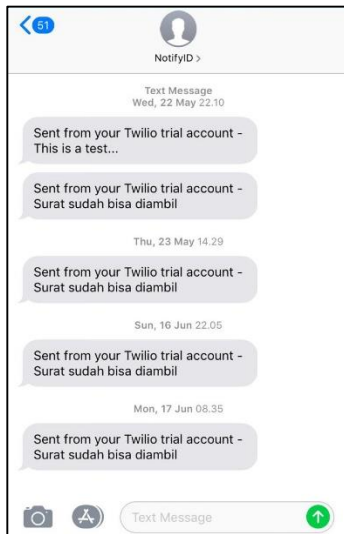 51
NotifyID >
Text Message
Wed, 22 May 22.10
Sent from your Twilio trial account -
This is a test...
Sent from your Twilio trial account -
Surat sudah bisa diambil
Thu, 23 May 14.29
Sent from your Twilio trial account -
Surat sudah bisa diambil
Sun, 16 Jun 22.05
Sent from your Twilio trial account -
Surat sudah bisa diambil
Mon, 17 Jun 08.35
Sent from your Twilio trial account -
Surat sudah bisa diambil
Text Message